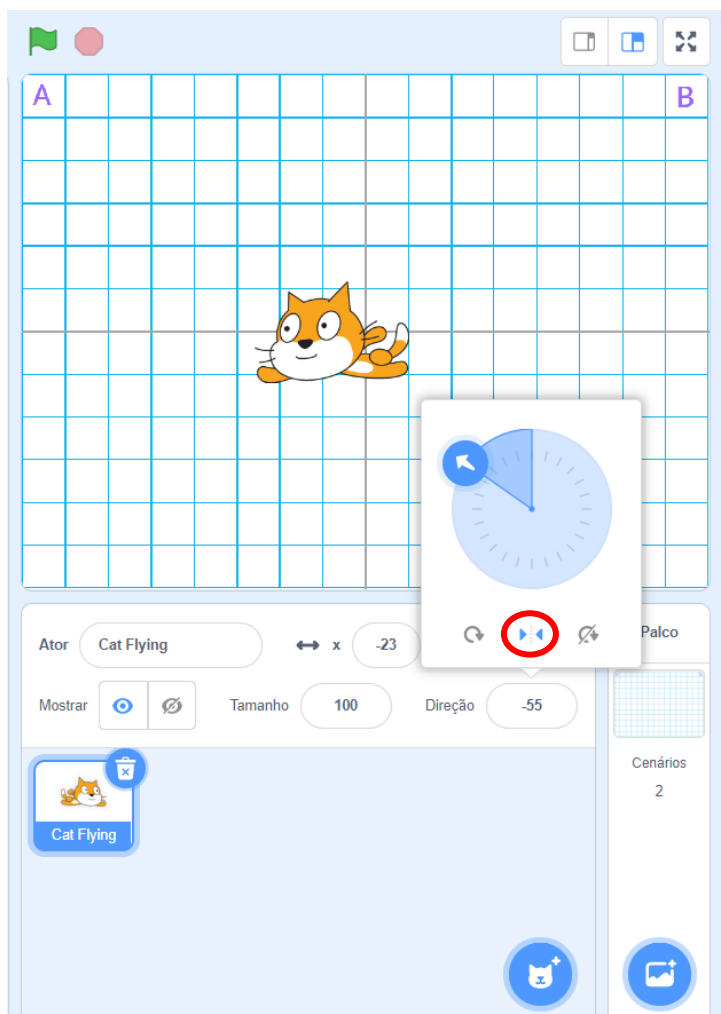 A B
Ator Cat Flying x -23 Palco
Mostrar Tamanho 100 Direção -55
Cenários
2
Cat Flying